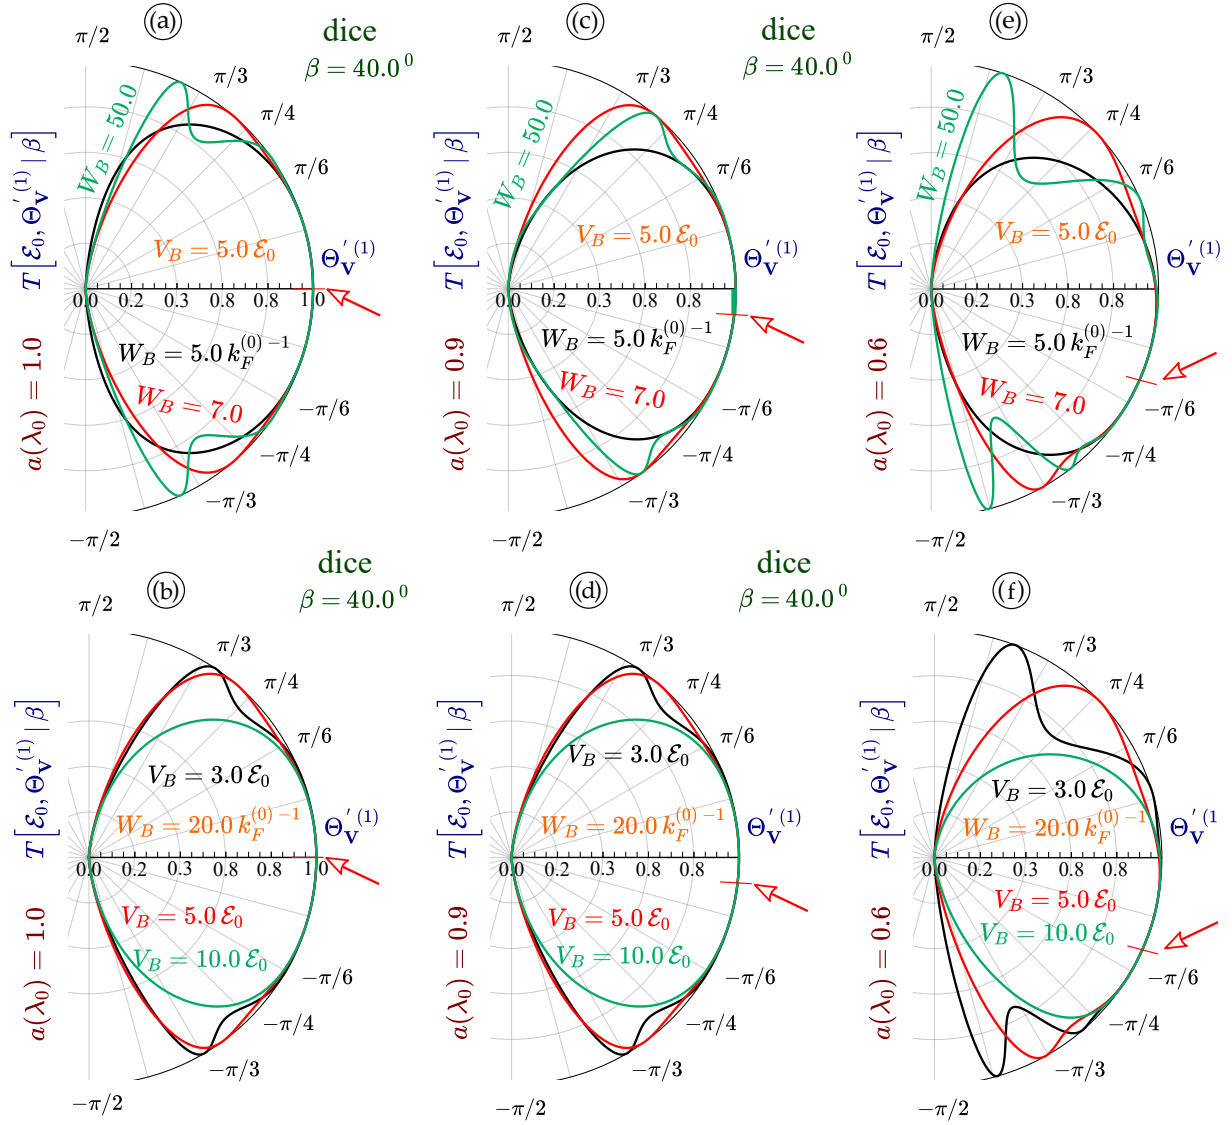 (a)
dice
β = 40.0⁰
π/2
π/3
π/4
π/6
T [ℰ₀, Θ′_V⁽¹⁾ | β]
a(λ₀) = 1.0
W_B = 50.0
V_B = 5.0 ℰ₀
Θ′_V⁽¹⁾
0.0 0.2 0.3 0.8 0.8 1.0
W_B = 5.0 k_F⁽⁰⁾ ⁻¹
W_B = 7.0
−π/6
−π/4
−π/3
−π/2
(c)
dice
β = 40.0⁰
π/2
π/3
π/4
π/6
T [ℰ₀, Θ′_V⁽¹⁾ | β]
a(λ₀) = 0.9
W_B = 50.0
V_B = 5.0 ℰ₀
Θ′_V⁽¹⁾
0.0 0.2 0.3 0.8 0.8
W_B = 5.0 k_F⁽⁰⁾ ⁻¹
W_B = 7.0
−π/6
−π/4
−π/3
−π/2
(e)
π/2
π/3
π/4
π/6
T [ℰ₀, Θ′_V⁽¹⁾ | β]
a(λ₀) = 0.6
W_B = 50.0
V_B = 5.0 ℰ₀
Θ′_V⁽¹⁾
0.0 0.2 0.3 0.8 0.8
W_B = 5.0 k_F⁽⁰⁾ ⁻¹
W_B = 7.0
−π/6
−π/4
−π/3
−π/2
(b)
dice
β = 40.0⁰
π/2
π/3
π/4
π/6
T [ℰ₀, Θ′_V⁽¹⁾ | β]
a(λ₀) = 1.0
V_B = 3.0 ℰ₀
W_B = 20.0 k_F⁽⁰⁾ ⁻¹
Θ′_V⁽¹⁾
0.0 0.2 0.3 0.8 0.8 1.0
V_B = 5.0 ℰ₀
V_B = 10.0 ℰ₀
−π/6
−π/4
−π/3
−π/2
(d)
dice
β = 40.0⁰
π/2
π/3
π/4
π/6
T [ℰ₀, Θ′_V⁽¹⁾ | β]
a(λ₀) = 0.9
V_B = 3.0 ℰ₀
W_B = 20.0 k_F⁽⁰⁾ ⁻¹
Θ′_V⁽¹⁾
0.0 0.2 0.3 0.8 0.8
V_B = 5.0 ℰ₀
V_B = 10.0 ℰ₀
−π/6
−π/4
−π/3
−π/2
(f)
π/2
π/3
π/4
π/6
T [ℰ₀, Θ′_V⁽¹⁾ | β]
a(λ₀) = 0.6
V_B = 3.0 ℰ₀
W_B = 20.0 k_F⁽⁰⁾ ⁻¹
Θ′_V⁽¹⁾
0.0 0.2 0.3 0.8 0.8
V_B = 5.0 ℰ₀
V_B = 10.0 ℰ₀
−π/6
−π/4
−π/3
−π/2